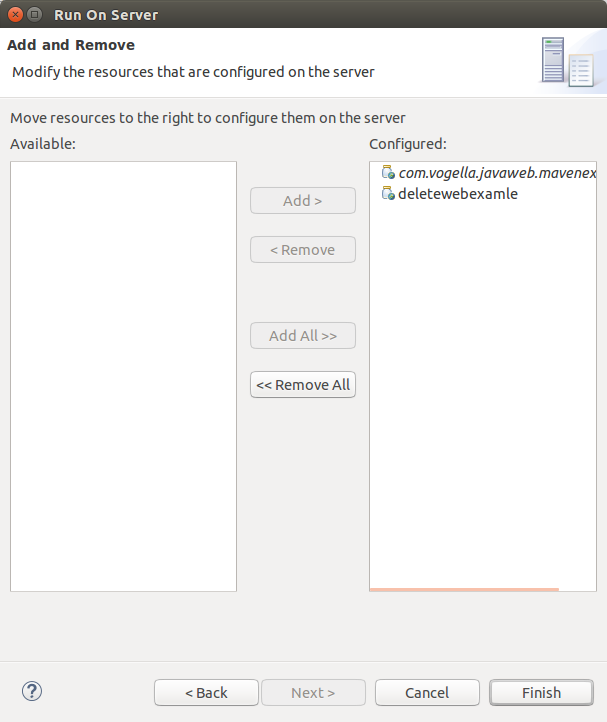 Run On Server
Add and Remove
Modify the resources that are configured on the server
Move resources to the right to configure them on the server
Available:
Configured:
com.vogella.javaweb.mavenex
deletewebexamle
Add >
< Remove
Add All >>
<< Remove All
?
< Back
Next >
Cancel
Finish